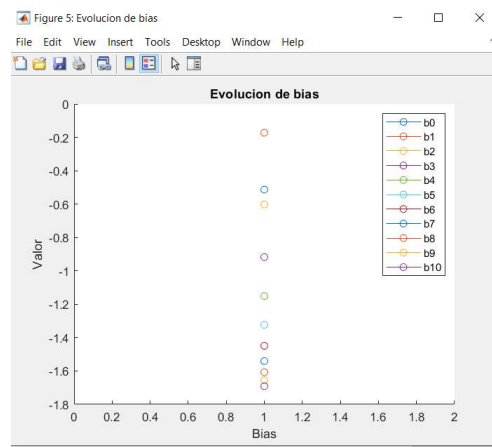 Figure 5: Evolucion de bias
File Edit View Insert Tools Desktop Window Help
Evolucion de bias
0
-0.2
-0.4
-0.6
-0.8
-1
-1.2
-1.4
-1.6
-1.8
Valor
b0
b1
b2
b3
b4
b5
b6
b7
b8
b9
b10
0 0.2 0.4 0.6 0.8 1 1.2 1.4 1.6 1.8 2
Bias